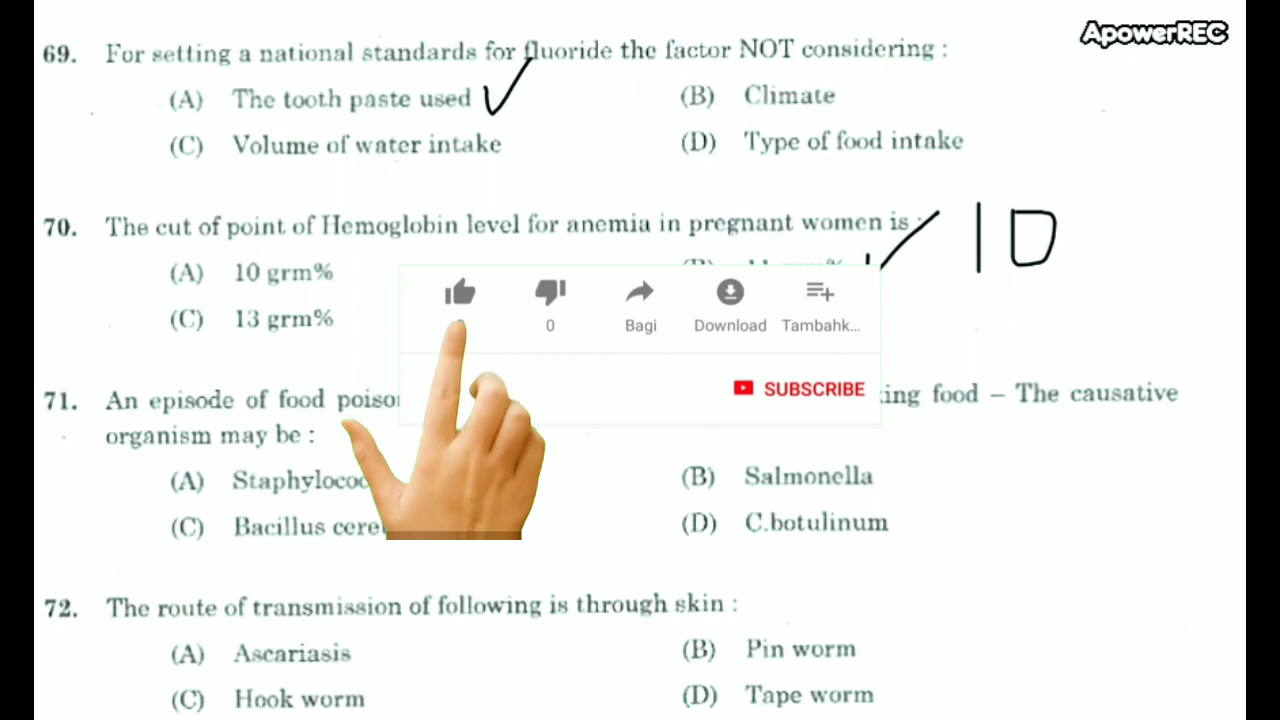 ApowerREC
69. For setting a national standards for fluoride the factor NOT considering :
(A) The tooth paste used (B) Climate
(C) Volume of water intake (D) Type of food intake
70. The cut of point of Hemoglobin level for anemia in pregnant women is : 10
(A) 10 grm%
(C) 13 grm%
0 Bagi Download Tambahk...
SUBSCRIBE
71. An episode of food food – The causative
organism may be :
(A) (B) Salmonella
(C) Bacillus (D) C.botulinum
72. The route of transmission of following is through skin :
(A) Ascariasis (B) Pin worm
(C) Hook worm (D) Tape worm